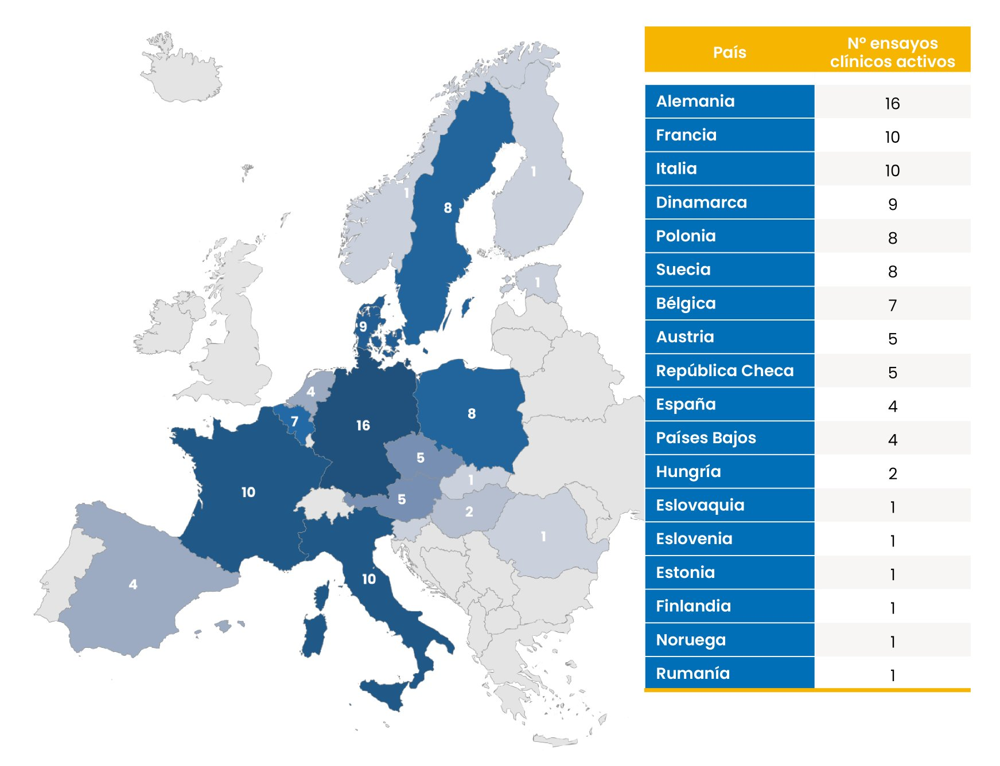 País
Nº ensayos
clínicos activos
Alemania 16
Francia 10
Italia 10
Dinamarca 9
Polonia 8
Suecia 8
Bélgica 7
Austria 5
República Checa 5
España 4
Países Bajos 4
Hungría 2
Eslovaquia 1
Eslovenia 1
Estonia 1
Finlandia 1
Noruega 1
Rumanía 1
1
1
8
1
9
4
7
16
8
5
1
10
5
2
1
10
4